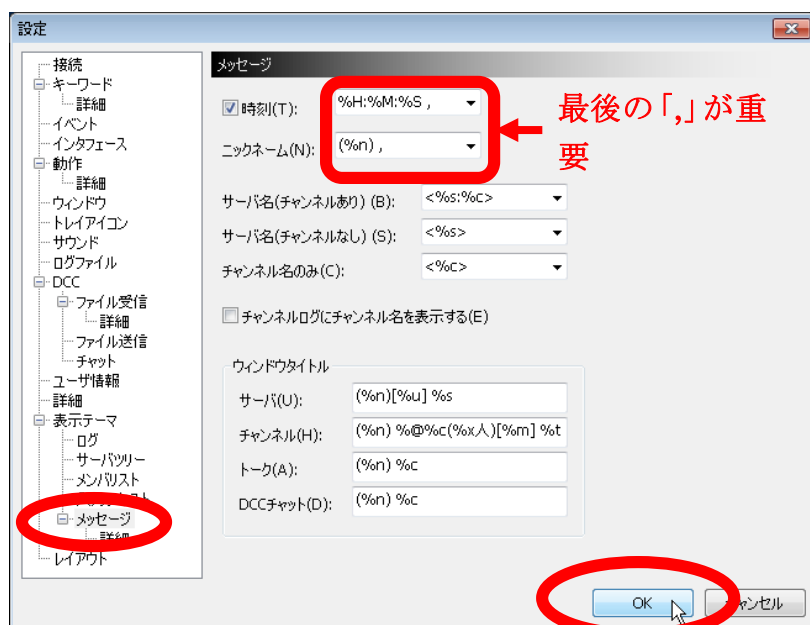 設定
接続
キーワード
詳細
イベント
インタフェース
動作
詳細
ウィンドウ
トレイアイコン
サウンド
ログファイル
DCC
ファイル受信
詳細
ファイル送信
チャット
ユーザ情報
詳細
表示テーマ
ログ
サーバツリー
メンバリスト
メッセージ
詳細
レイアウト
メッセージ
時刻(T): %H:%M:%S ,
ニックネーム(N): (%n) ,
最後の「,」が重
要
サーバ名(チャンネルあり) (B): <%s:%c>
サーバ名(チャンネルなし) (S): <%s>
チャンネル名のみ(C): <%c>
チャンネルログにチャンネル名を表示する(E)
ウィンドウタイトル
サーバ(U): (%n)[%u] %s
チャンネル(H): (%n) %@%c(%x人)[%m] %t
トーク(A): (%n) %c
DCCチャット(D): (%n) %c
OK
キャンセル